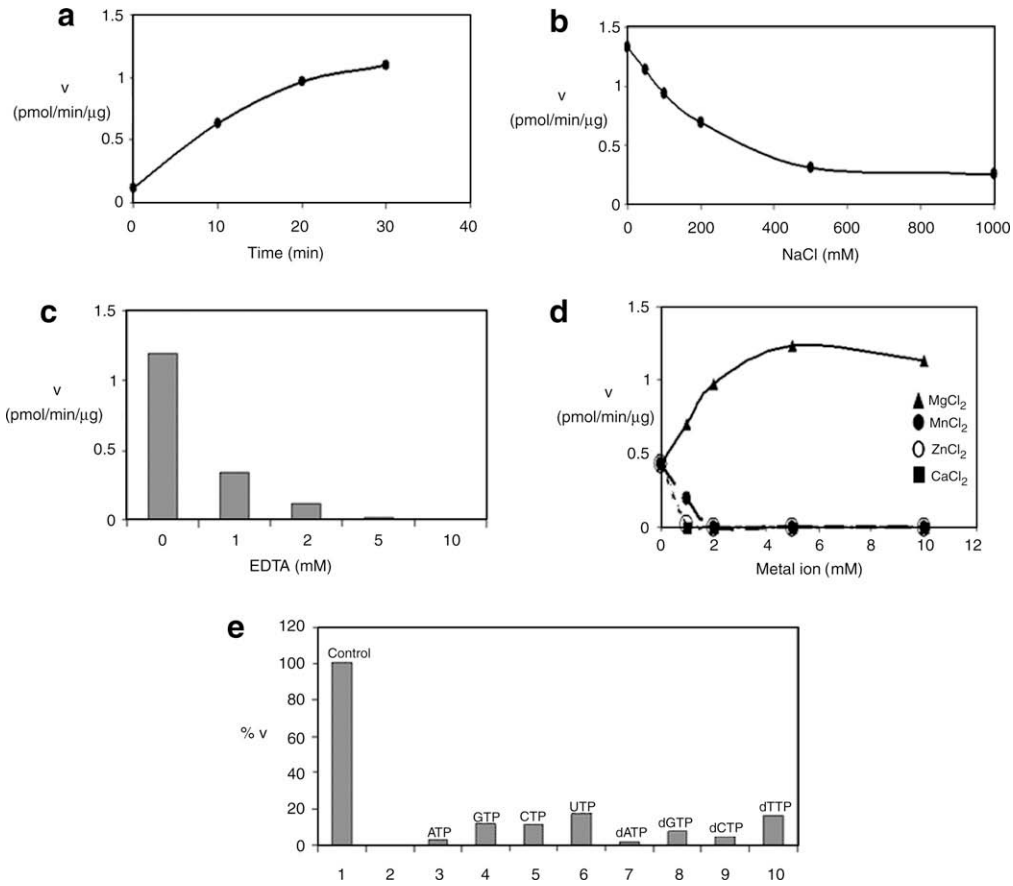 a
1.5
1
0.5
0
v
(pmol/min/µg)
0 10 20 30 40
Time (min)
b
1.5
1
0.5
0
v
(pmol/min/µg)
0 200 400 600 800 1000
NaCl (mM)
c
1.5
1
0.5
0
v
(pmol/min/µg)
0 1 2 5 10
EDTA (mM)
d
1.5
1
0.5
0
v
(pmol/min/µg)
MgCl2
MnCl2
ZnCl2
CaCl2
0 2 4 6 8 10 12
Metal ion (mM)
e
120
100
80
60
40
20
0
% v
Control
ATP
GTP
CTP
UTP
dATP
dGTP
dCTP
dTTP
1 2 3 4 5 6 7 8 9 10